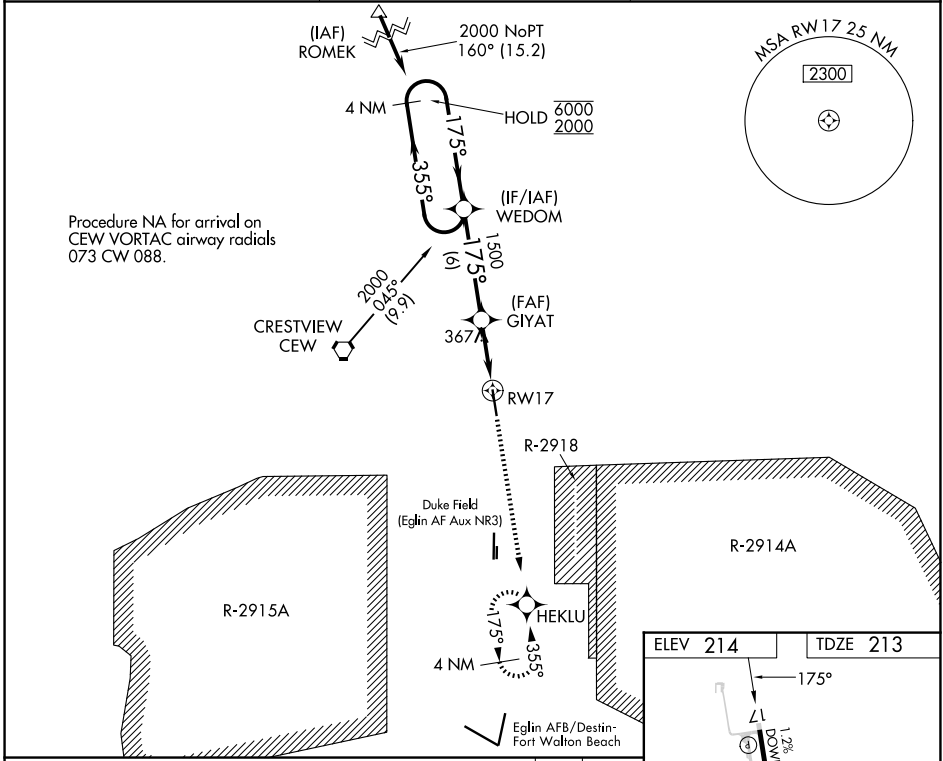 (IAF)
ROMEK
2000 NoPT
160° (15.2)
MSA RW17 25 NM
2300
4 NM
HOLD 6000
2000
175°
355°
(IF/IAF)
WEDOM
Procedure NA for arrival on
CEW VORTAC airway radials
073 CW 088.
1500
175°
(6)
2000
045°
(9.9)
(FAF)
GIYAT
CRESTVIEW
CEW
367
RW17
R-2918
Duke Field
(Eglin AF Aux NR3)
R-2914A
R-2915A
HEKLU
175°
355°
4 NM
Eglin AFB/Destin-
Fort Walton Beach
ELEV 214
TDZE 213
175°
17
1.2%
P